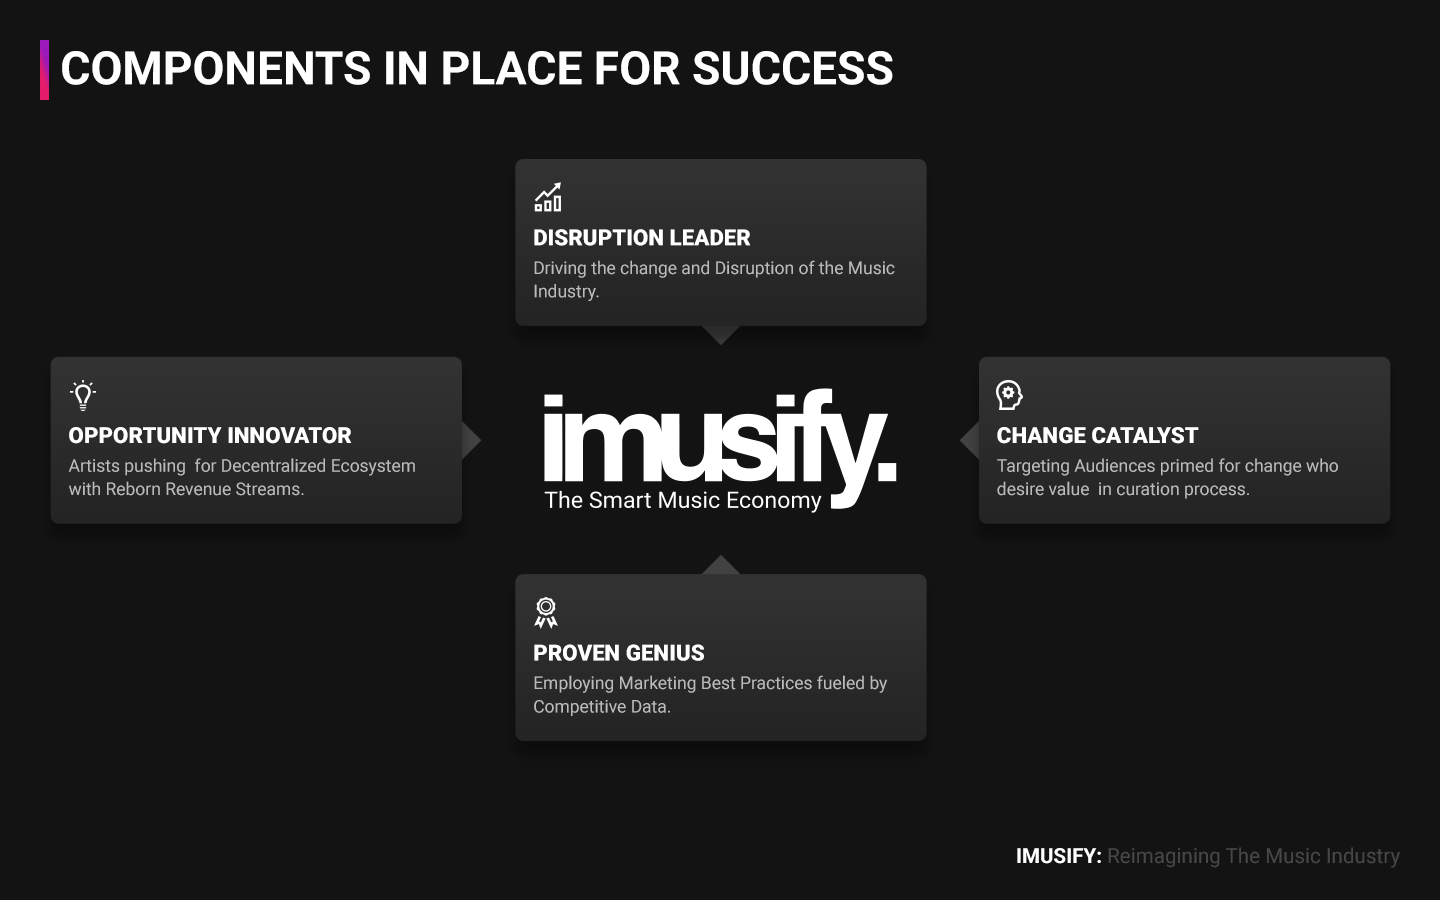 COMPONENTS IN PLACE FOR SUCCESS
DISRUPTION LEADER
Driving the change and Disruption of the Music
Industry.
OPPORTUNITY INNOVATOR
Artists pushing  for Decentralized Ecosystem
with Reborn Revenue Streams.
imusify.
The Smart Music Economy
CHANGE CATALYST
Targeting Audiences primed for change who
desire value  in curation process.
PROVEN GENIUS
Employing Marketing Best Practices fueled by
Competitive Data.
IMUSIFY: Reimagining The Music Industry